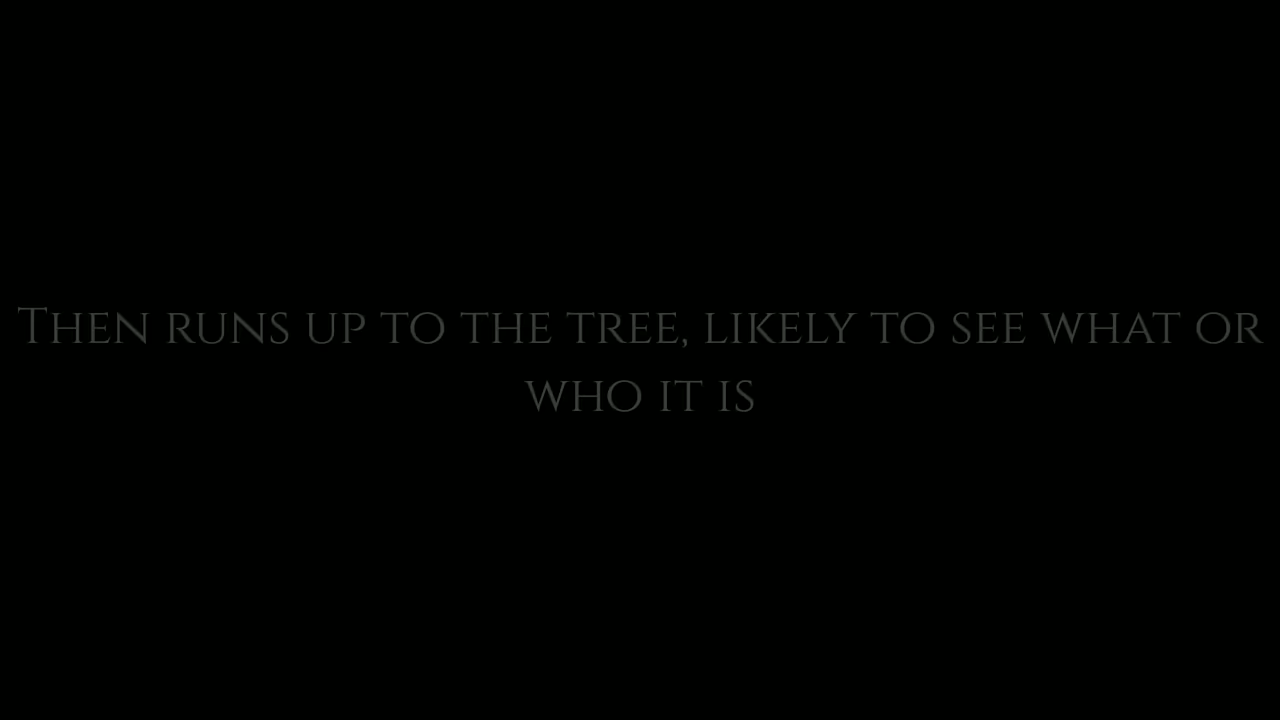 Then runs up to the tree, likely to see what or
who it is